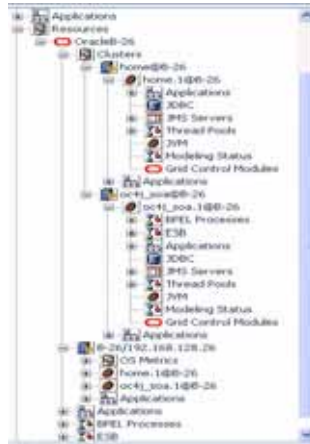 Applications
Resources
OracleB-26
Clusters
home@B-26
home.1@B-26
Applications
JDBC
JMS Servers
Thread Pools
JVM
Modeling Status
Grid Control Modules
Applications
oc4j_soa@B-26
oc4j_soa.1@B-26
BPEL Processes
ESB
Applications
JDBC
JMS Servers
Thread Pools
JVM
Modeling Status
Grid Control Modules
Applications
B-26/192.168.128.26
OS Metrics
home.1@B-26
oc4j_soa.1@B-26
Applications
BPEL Processes
ESB